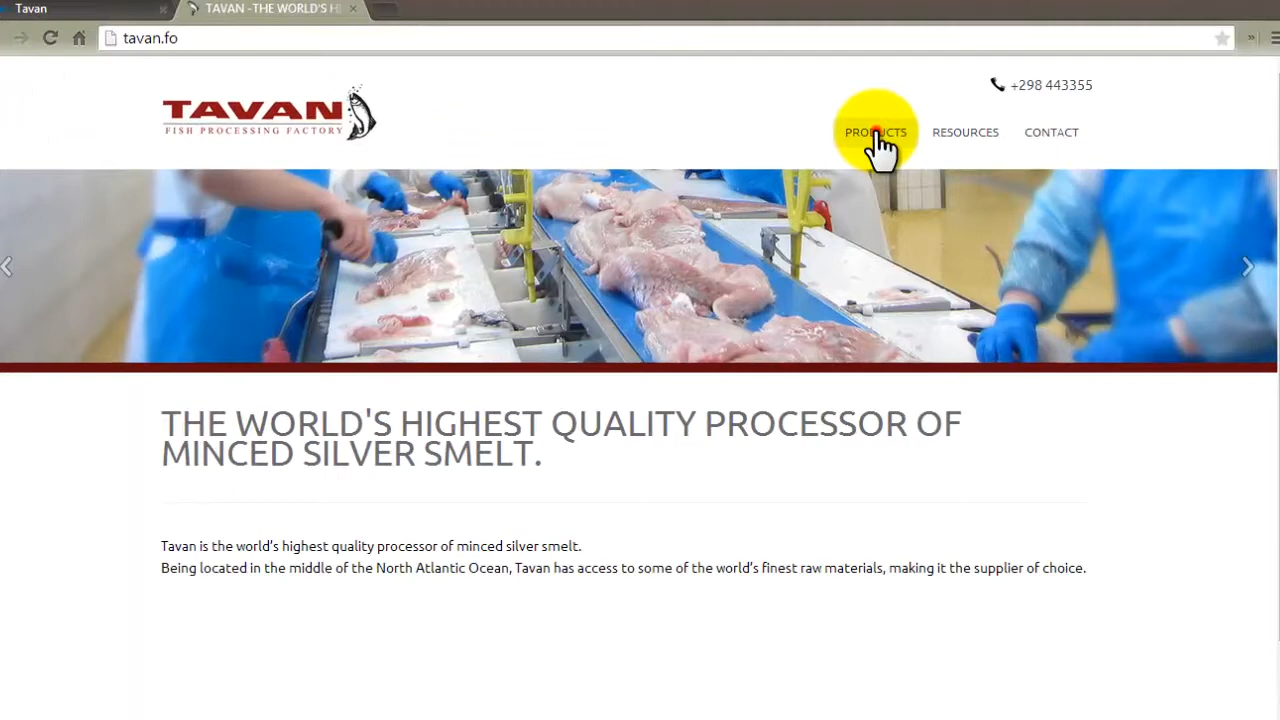 Tavan
TAVAN -THE WORLD'S HI
tavan.fo
+298 443355
TAVAN
FISH PROCESSING FACTORY
PRODUCTS RESOURCES CONTACT
THE WORLD'S HIGHEST QUALITY PROCESSOR OF
MINCED SILVER SMELT.
Tavan is the world's highest quality processor of minced silver smelt.
Being located in the middle of the North Atlantic Ocean, Tavan has access to some of the world's finest raw materials, making it the supplier of choice.